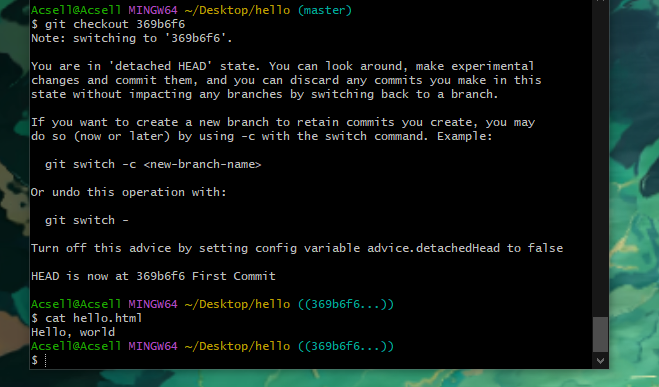 Acsell@Acsell MINGW64 ~/Desktop/hello (master)
$ git checkout 369b6f6
Note: switching to '369b6f6'.
You are in 'detached HEAD' state. You can look around, make experimental
changes and commit them, and you can discard any commits you make in this
state without impacting any branches by switching back to a branch.
If you want to create a new branch to retain commits you create, you may
do so (now or later) by using -c with the switch command. Example:
git switch -c <new-branch-name>
Or undo this operation with:
git switch -
Turn off this advice by setting config variable advice.detachedHead to false
HEAD is now at 369b6f6 First Commit
Acsell@Acsell MINGW64 ~/Desktop/hello ((369b6f6...))
$ cat hello.html
Hello, world
Acsell@Acsell MINGW64 ~/Desktop/hello ((369b6f6...))
$